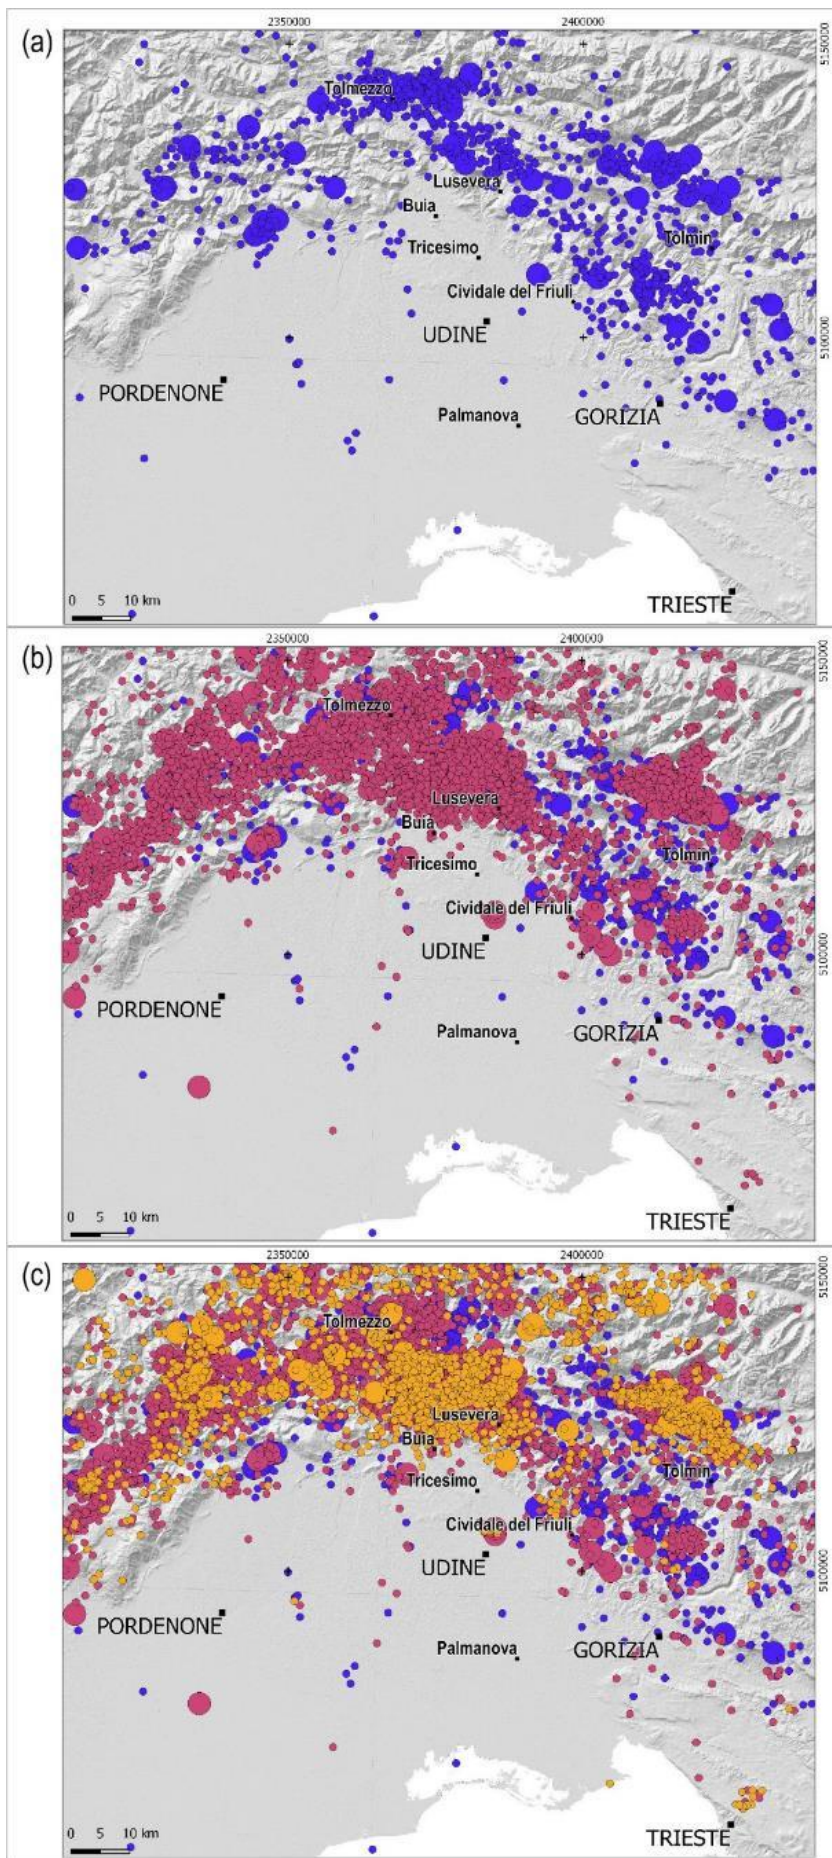 (a)
2350000
2400000
5150000
Tolmezzo
Lusevera
Buia
Tolmin
Tricesimo
Cividale del Friuli
UDINE
5100000
PORDENONE
Palmanova
GORIZIA
TRIESTE
0 5 10 km
(b)
2350000
2400000
5150000
Tolmezzo
Lusevera
Buia
Tolmin
Tricesimo
Cividale del Friuli
UDINE
5100000
PORDENONE
Palmanova
GORIZIA
TRIESTE
0 5 10 km
(c)
2350000
2400000
5150000
Tolmezzo
Lusevera
Buia
Tolmin
Tricesimo
Cividale del Friuli
UDINE
5100000
PORDENONE
Palmanova
GORIZIA
TRIESTE
0 5 10 km